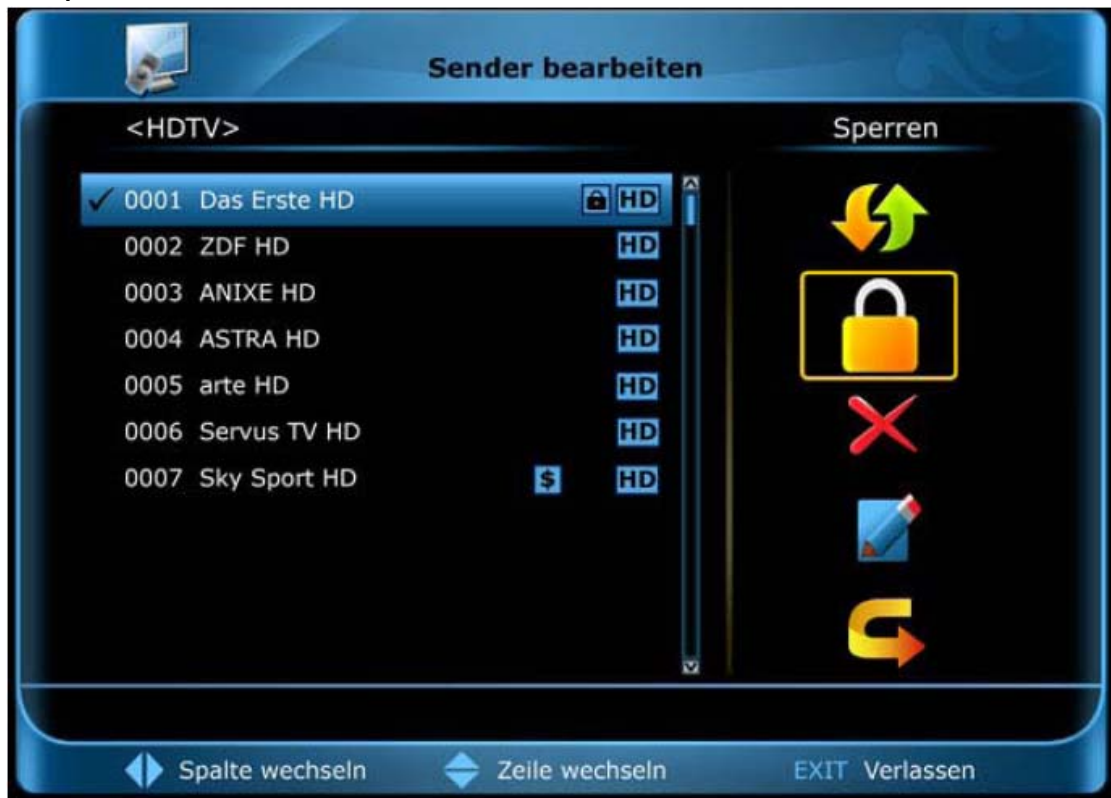 Sender bearbeiten
<HDTV>
Sperren
0001 Das Erste HD HD
0002 ZDF HD HD
0003 ANIXE HD HD
0004 ASTRA HD HD
0005 arte HD HD
0006 Servus TV HD HD
0007 Sky Sport HD $ HD
Spalte wechseln Zeile wechseln EXIT Verlassen